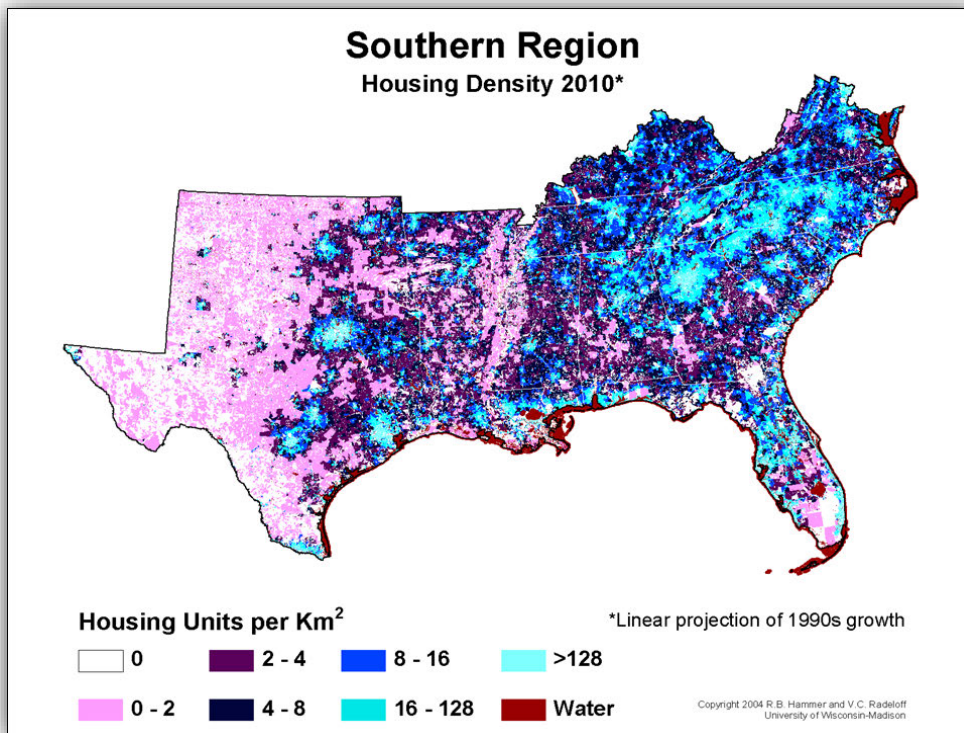 Southern Region
Housing Density 2010*
Housing Units per Km²
*Linear projection of 1990s growth
0
2 - 4
8 - 16
>128
0 - 2
4 - 8
16 - 128
Water
Copyright 2004 R.B. Hammer and V.C. Radeloff
University of Wisconsin-Madison